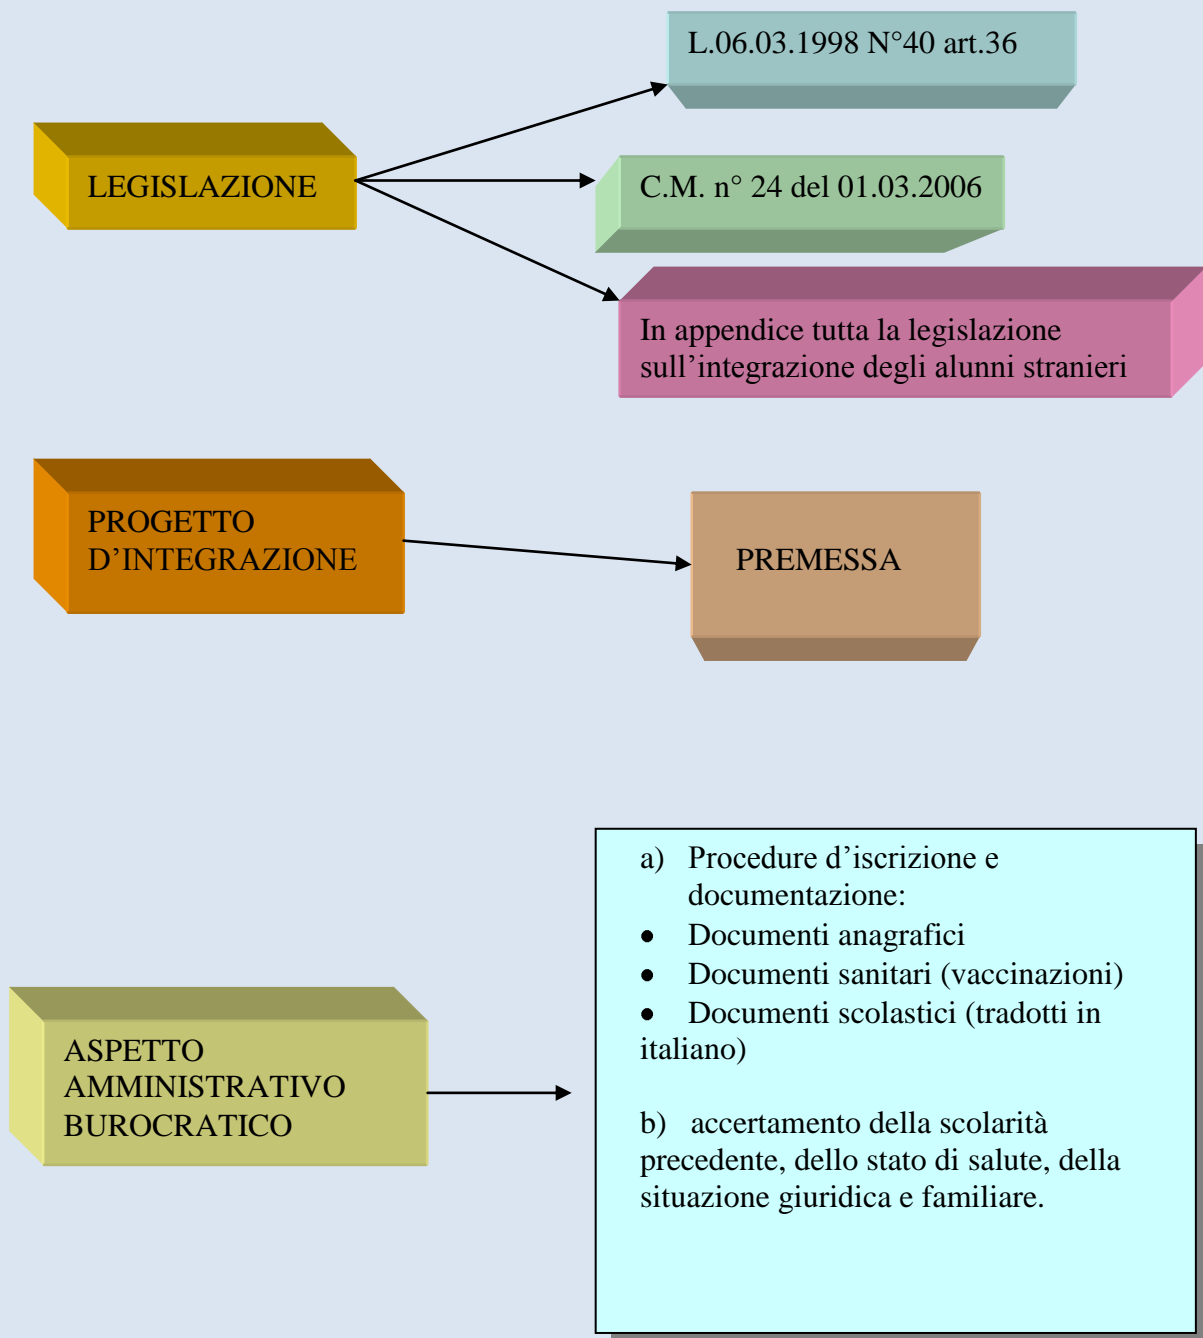 L.06.03.1998 N°40 art.36
LEGISLAZIONE
C.M. n° 24 del 01.03.2006
In appendice tutta la legislazione
sull’integrazione degli alunni stranieri
PROGETTO
D’INTEGRAZIONE
PREMESSA
ASPETTO
AMMINISTRATIVO
BUROCRATICO
a) Procedure d’iscrizione e
documentazione:
• Documenti anagrafici
• Documenti sanitari (vaccinazioni)
• Documenti scolastici (tradotti in
italiano)
b) accertamento della scolarità
precedente, dello stato di salute, della
situazione giuridica e familiare.